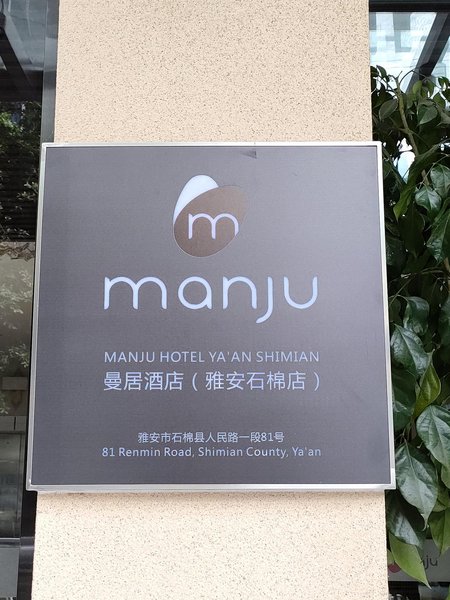 m
manju
MANJU HOTEL YA'AN SHIMIAN
曼居酒店（雅安石棉店）
雅安市石棉县人民路一段81号
81 Renmin Road, Shimian County, Ya'an